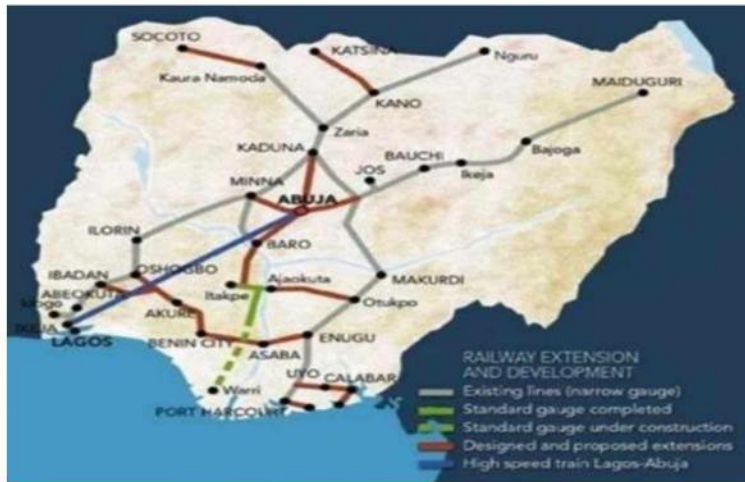 SOCOTO
KATSINA
Nguru
Kaura Namoda
KANO
MAIDUGURI
Zaria
KADUNA
BAUCHI
Bajoga
JOS
Ikeja
MINNA
ABUJA
ILORIN
BARO
IBADAN
OSHOGBO
Itakpe
Ajaokuta
MAKURDI
ABEOKUTA
Otukpo
AKURE
IKEJA
LAGOS
BENIN CITY
ASABA
ENUGU
UYO
CALABAR
Warri
PORT HARCOURT
RAILWAY EXTENSION
AND DEVELOPMENT
Existing lines (narrow gauge)
Standard gauge completed
Standard gauge under construction
Designed and proposed extensions
High speed train Lagos-Abuja